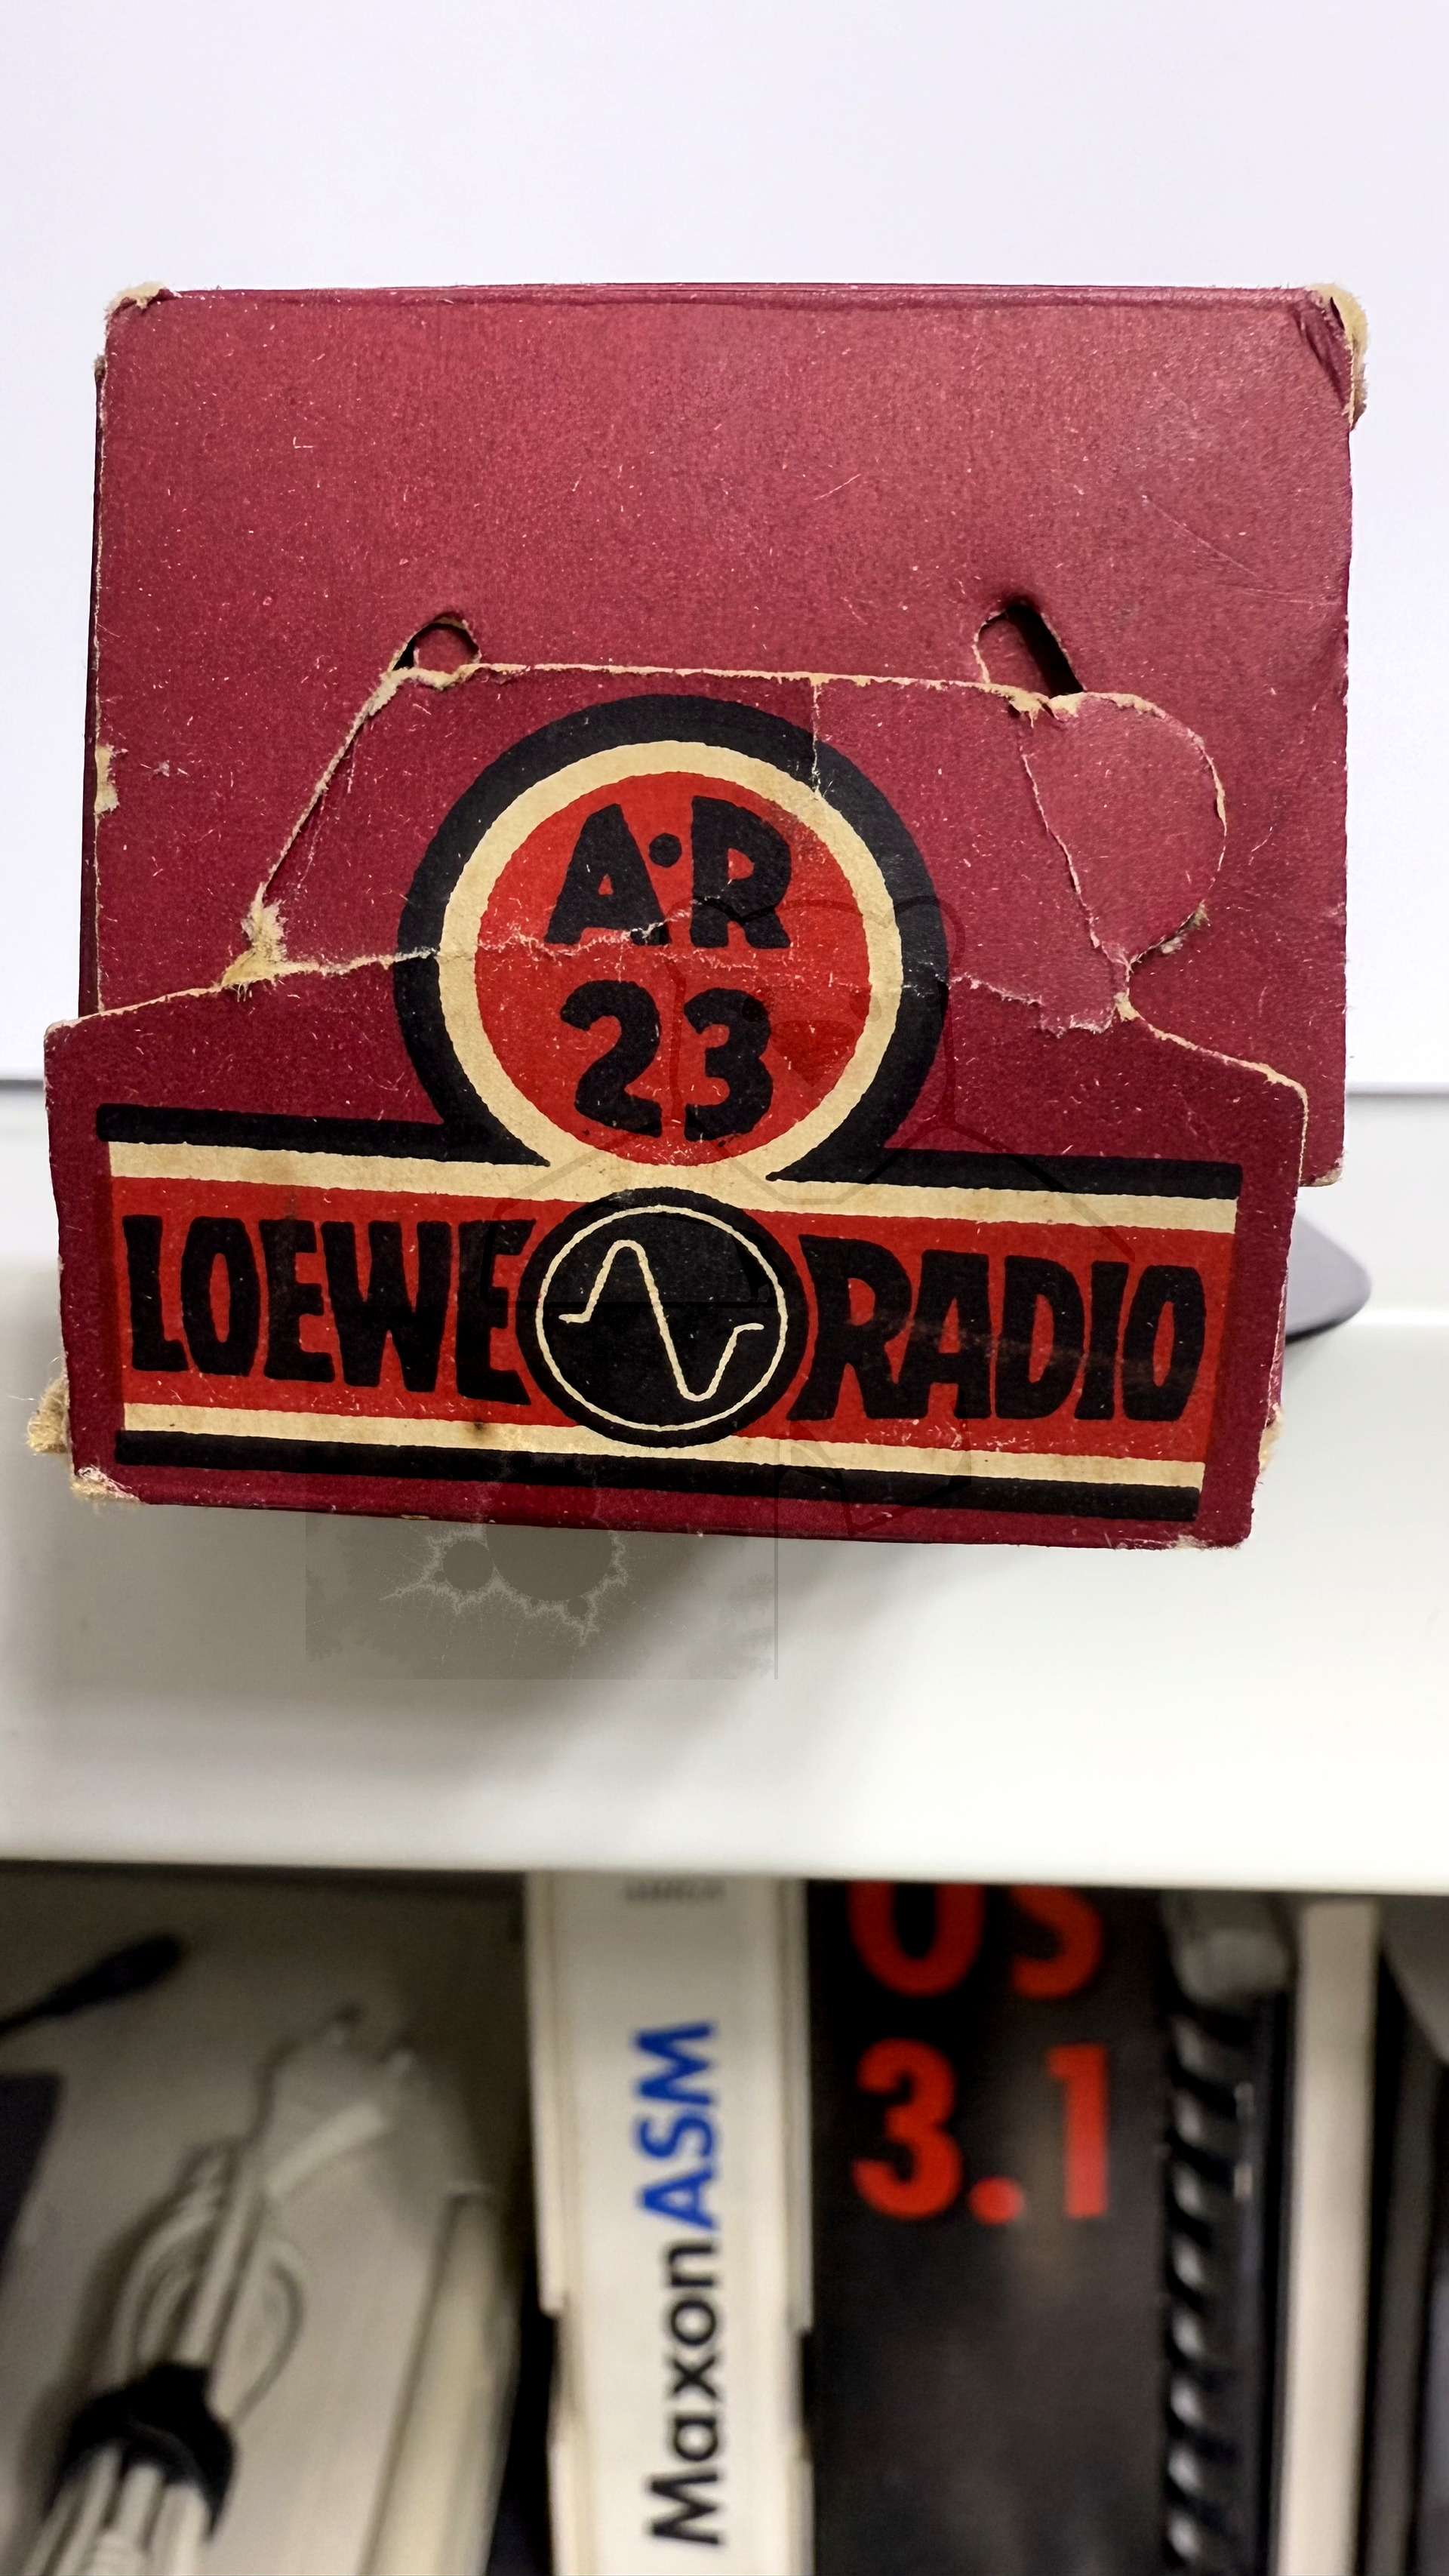 A·R
23
LOEWE RADIO
MaxonASM
OS
3.1